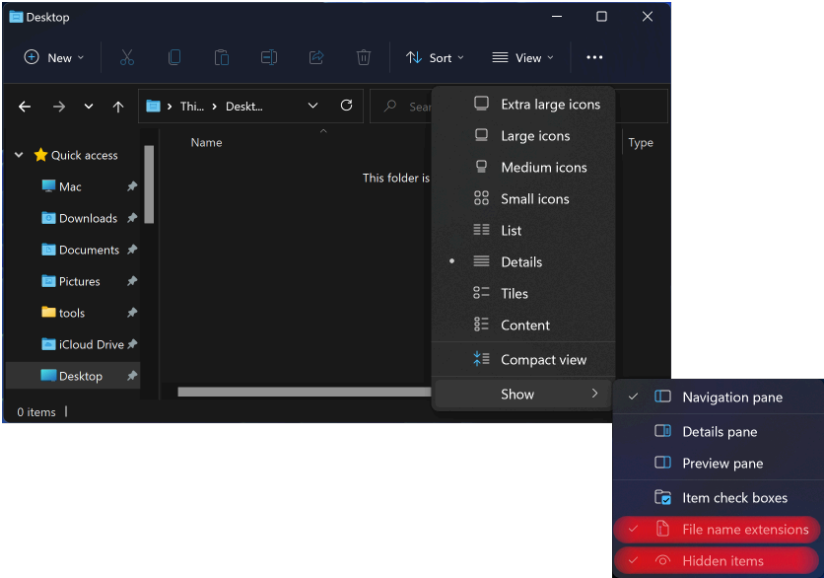 Desktop
New
Sort
View
Thi...
Deskt...
Sear
Name
Type
This folder is
Quick access
Mac
Downloads
Documents
Pictures
tools
iCloud Drive
Desktop
0 items
Extra large icons
Large icons
Medium icons
Small icons
List
Details
Tiles
Content
Compact view
Show
Navigation pane
Details pane
Preview pane
Item check boxes
File name extensions
Hidden items